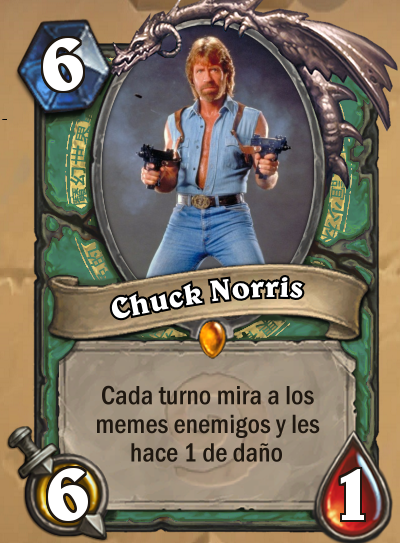 6
Chuck Norris
Cada turno mira a los
memes enemigos y les
hace 1 de daño
6
1